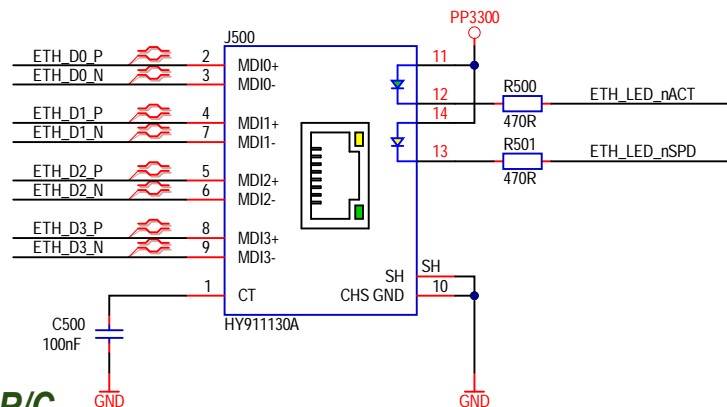 PP3300
J500
ETH_D0_P 2 MDI0+ 11
ETH_D0_N 3 MDI0-
12 R500 ETH_LED_nACT
470R
ETH_D1_P 4 MDI1+ 14
ETH_D1_N 7 MDI1-
13 R501 ETH_LED_nSPD
470R
ETH_D2_P 5 MDI2+
ETH_D2_N 6 MDI2-
ETH_D3_P 8 MDI3+
ETH_D3_N 9 MDI3-
SH SH
1 CT CHS GND 10
C500
100nF
HY911130A
GND GND